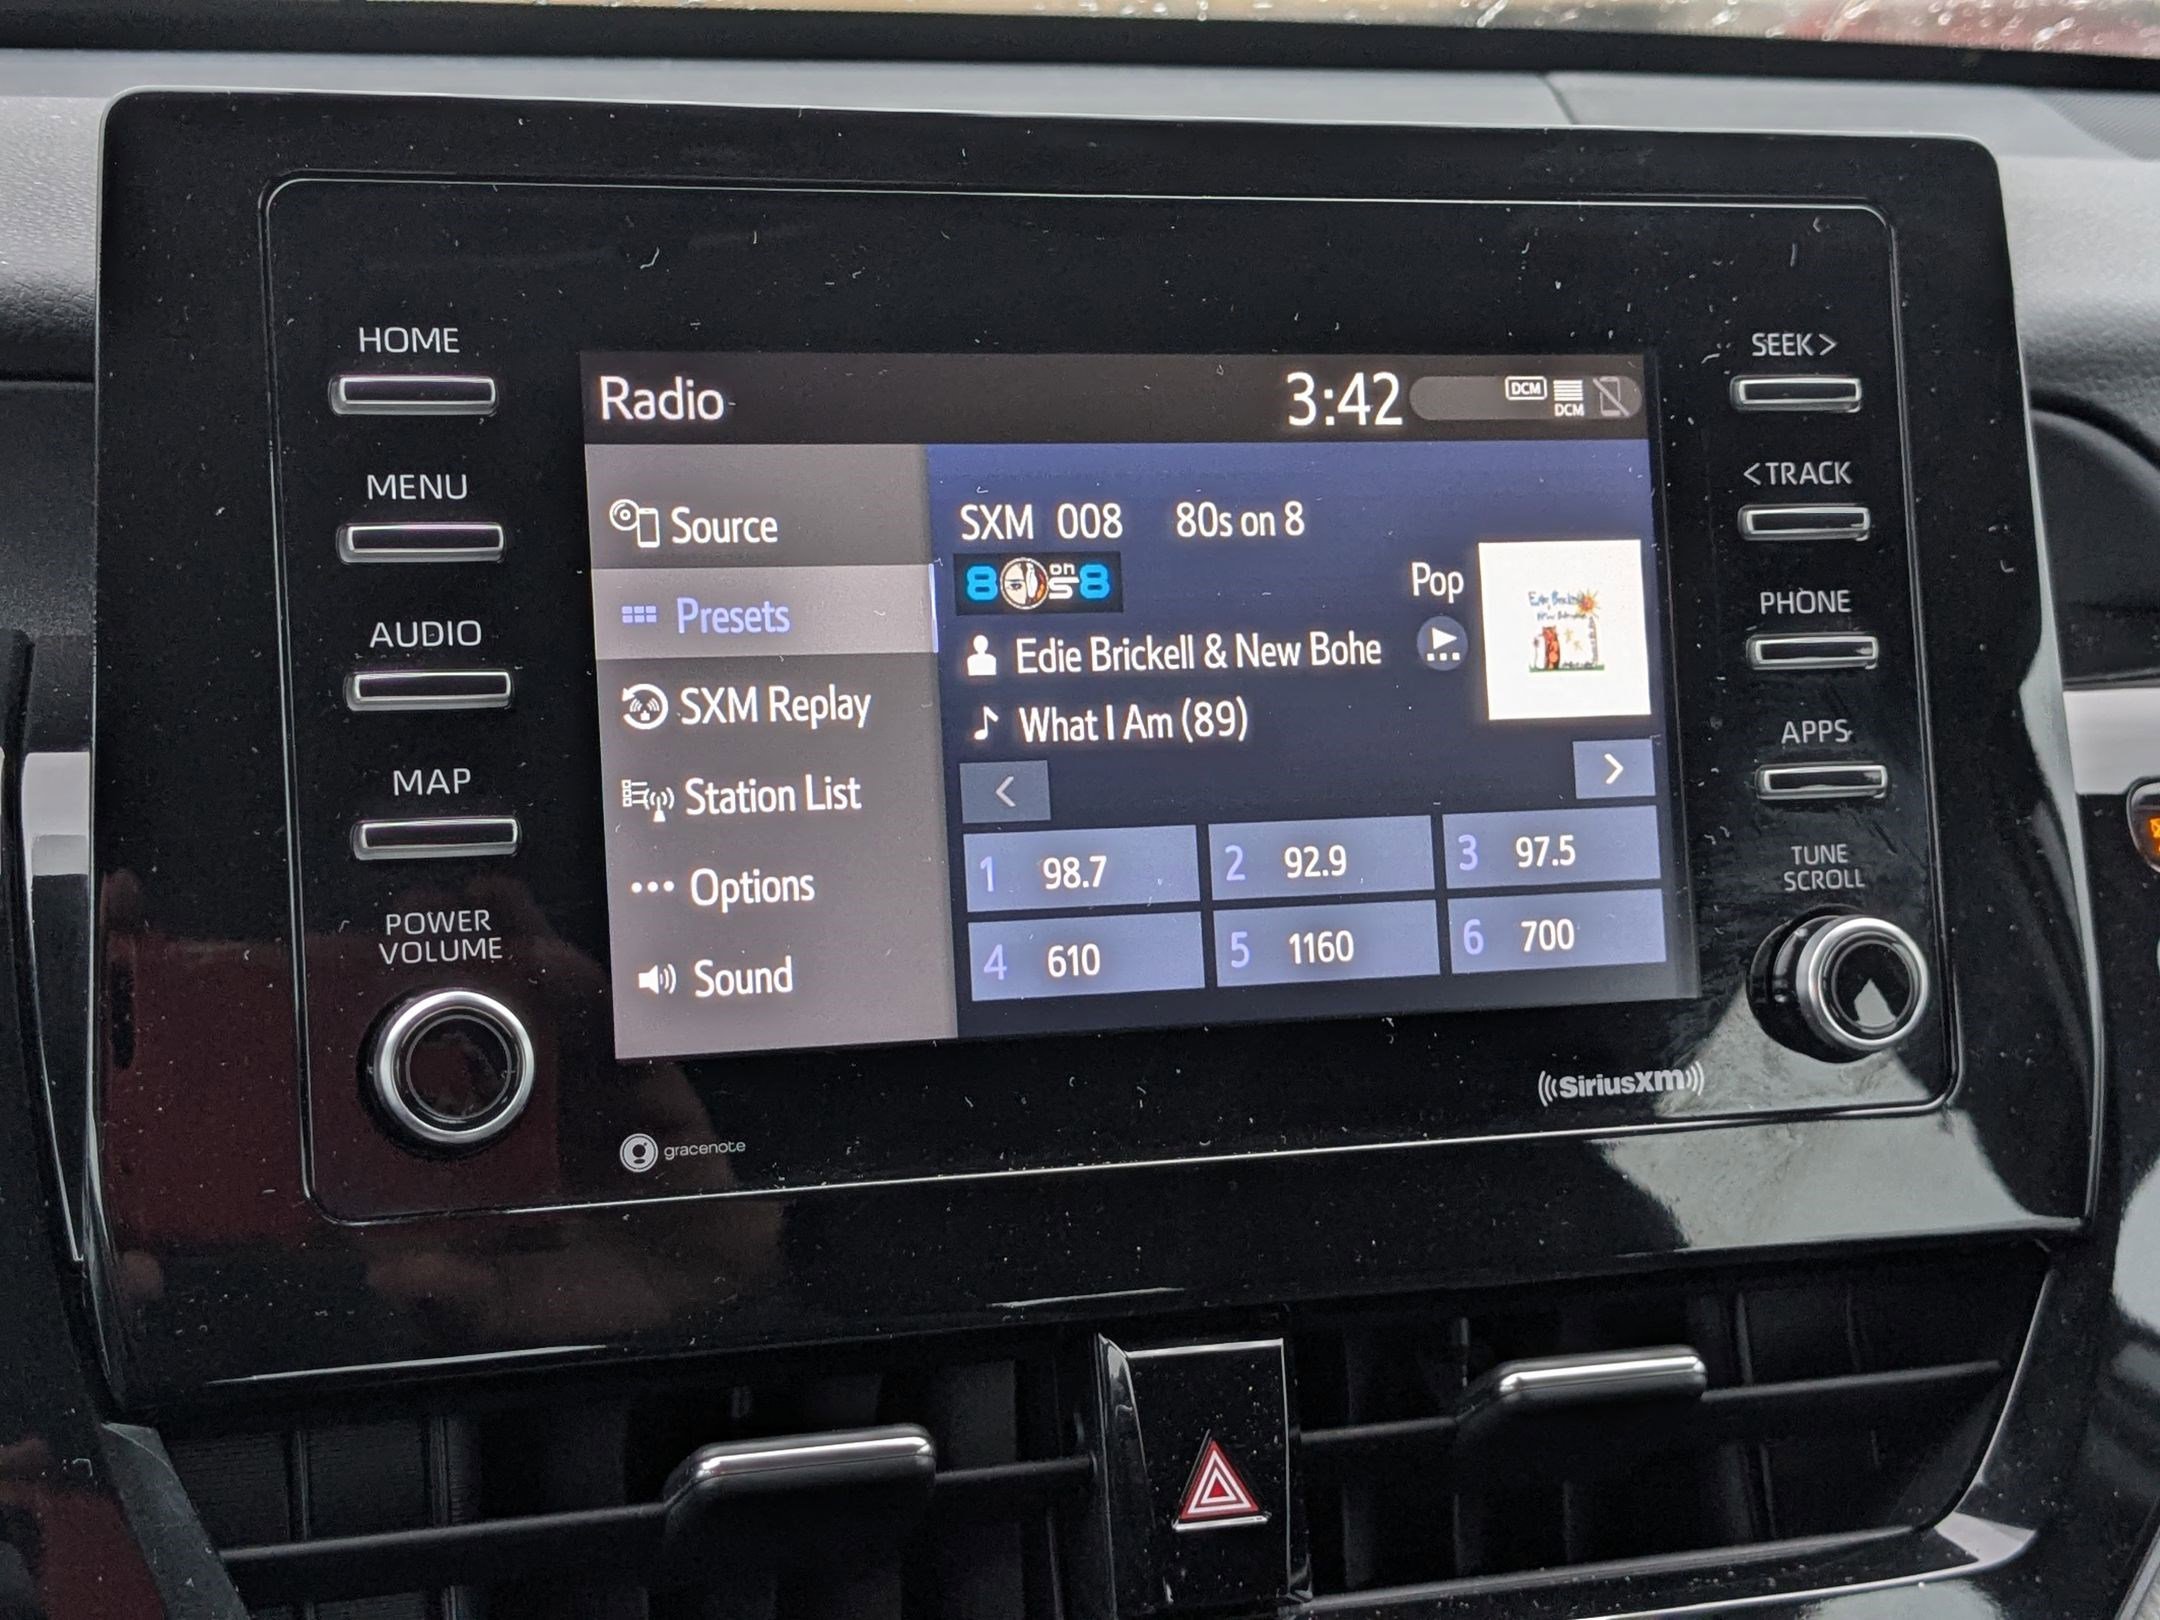 HOME
MENU
AUDIO
MAP
POWER
VOLUME
Radio
3:42
DCM
DCM
Source
Presets
SXM Replay
Station List
Options
Sound
SXM 008 80s on 8
80s on 8
Pop
Edie Brickell & New Bohe
What I Am (89)
<
>
1 98.7
2 92.9
3 97.5
4 610
5 1160
6 700
SEEK >
< TRACK
PHONE
APPS
TUNE
SCROLL
gracenote
SiriusXM